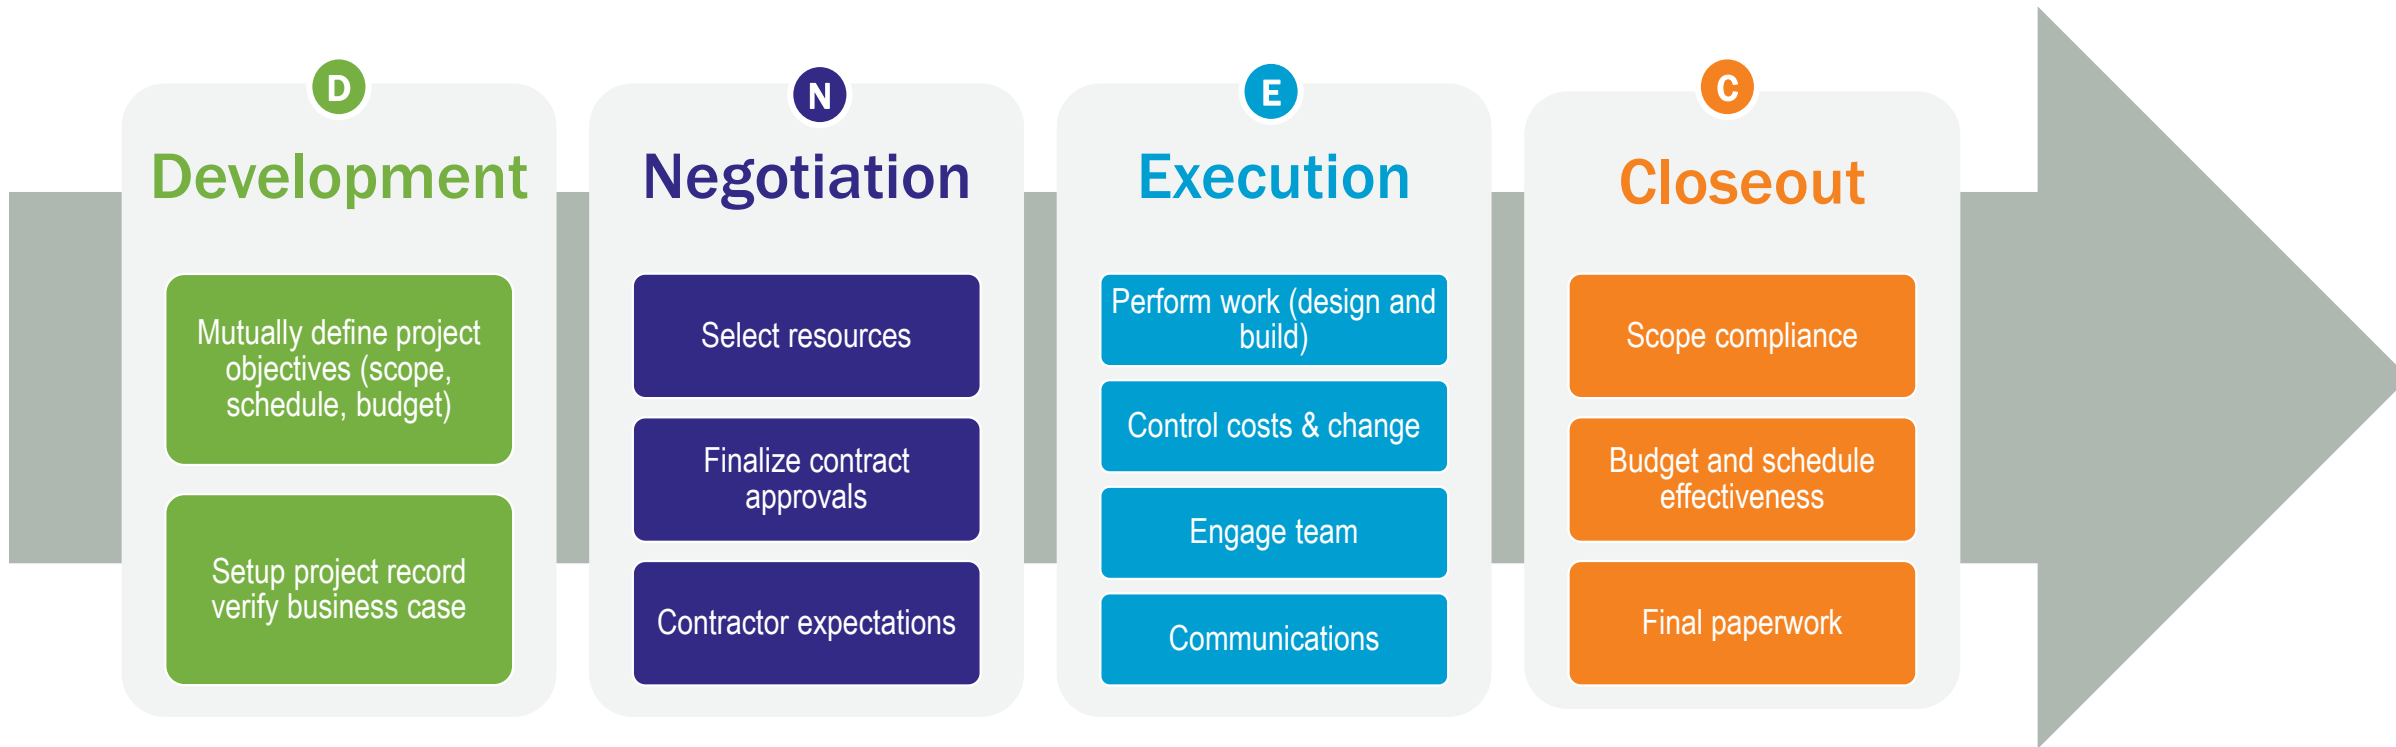 D
Development
Mutually define project
objectives (scope,
schedule, budget)
Setup project record
verify business case
N
Negotiation
Select resources
Finalize contract
approvals
Contractor expectations
E
Execution
Perform work (design and
build)
Control costs & change
Engage team
Communications
C
Closeout
Scope compliance
Budget and schedule
effectiveness
Final paperwork